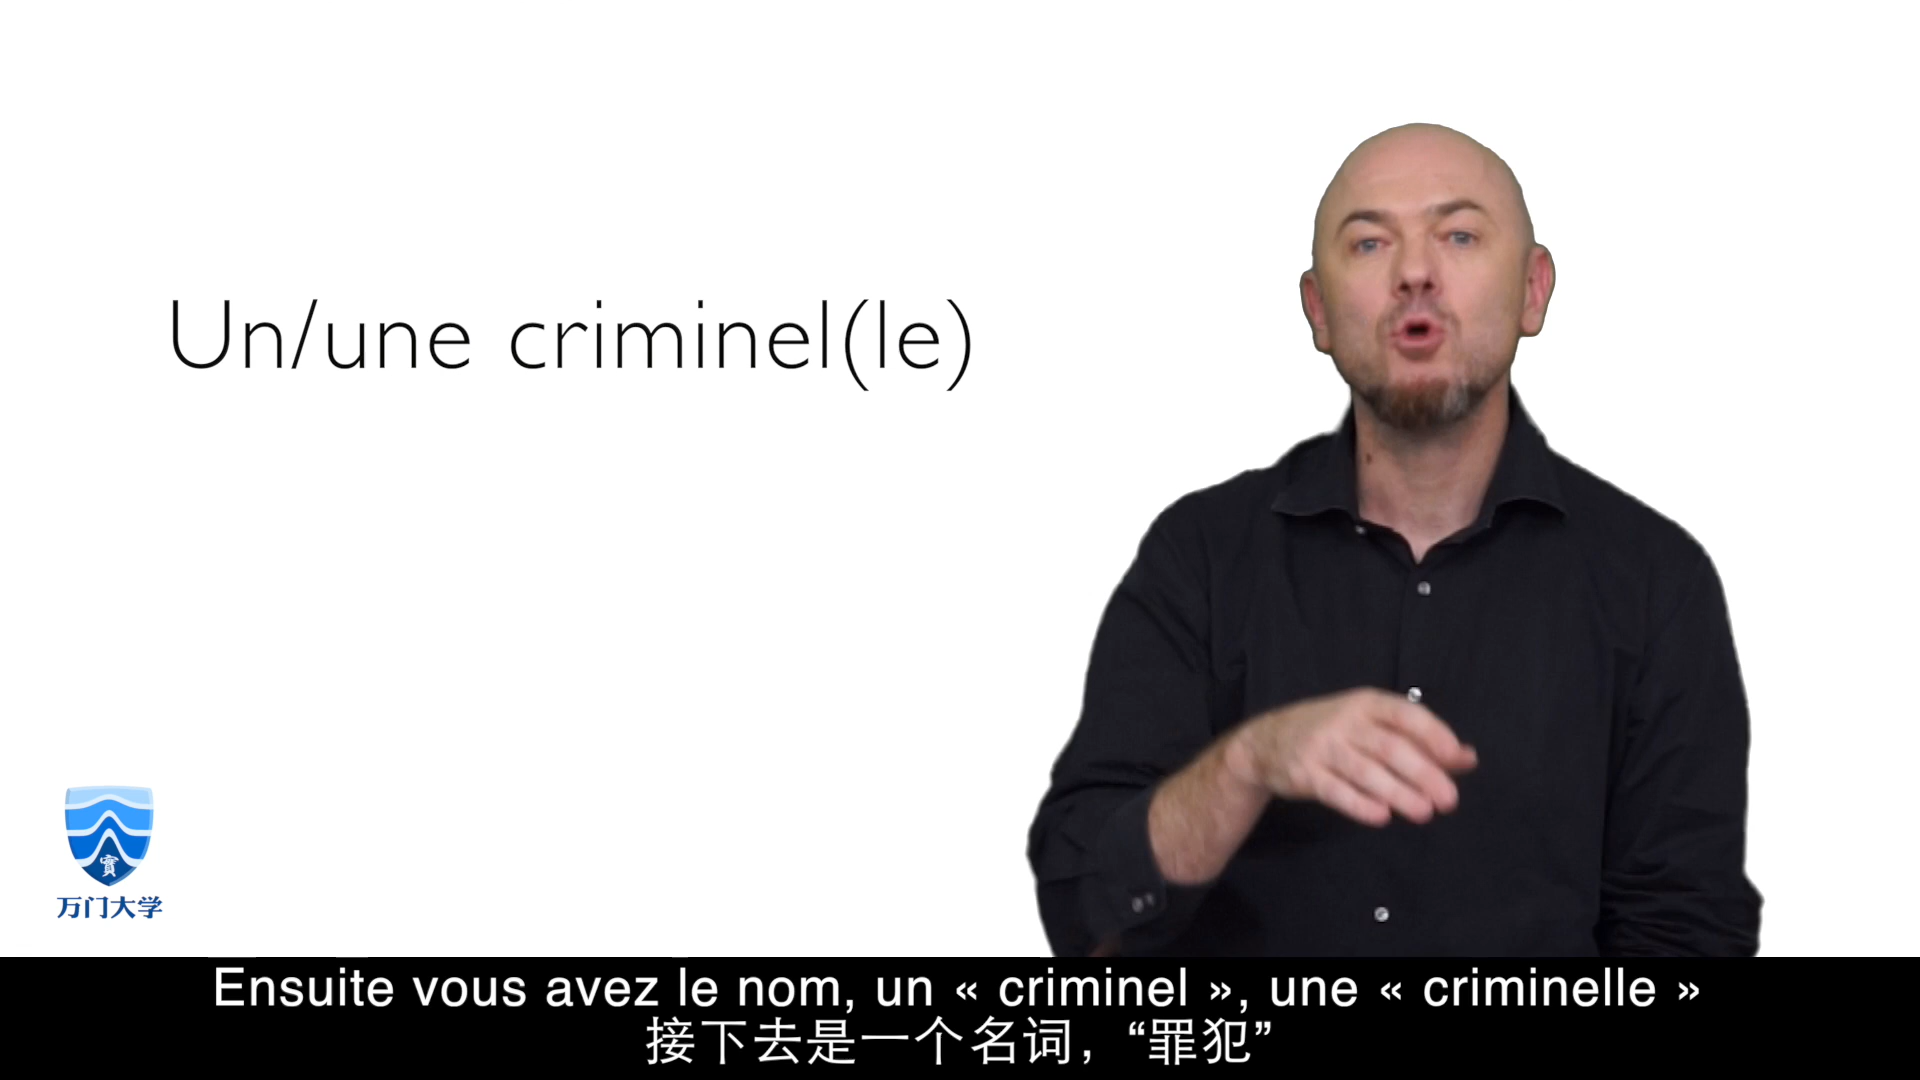 Un/une criminel(le)
寳
万门大学
Ensuite vous avez le nom, un « criminel », une « criminelle »
接下去是一个名词，“罪犯”